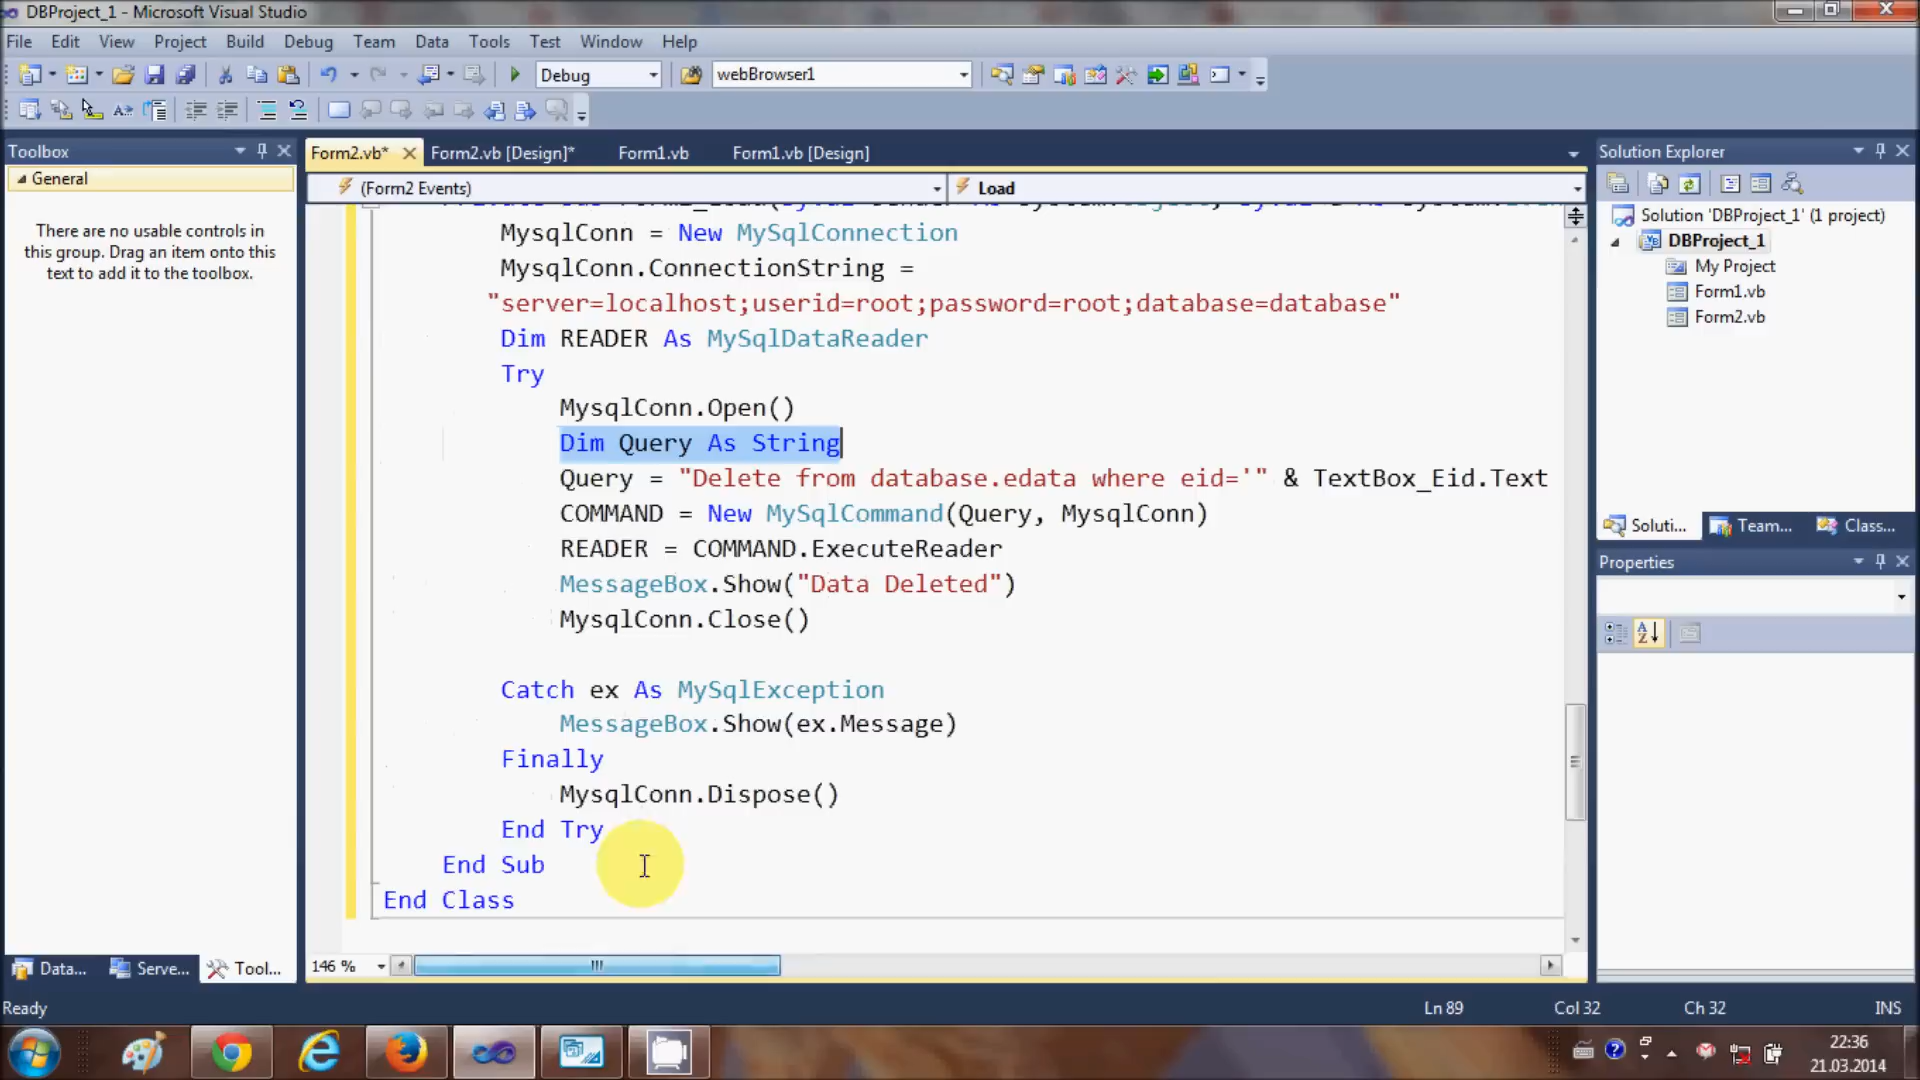 DBProject_1 - Microsoft Visual Studio
File Edit View Project Build Debug Team Data Tools Test Window Help
Debug webBrowser1
Toolbox
General
There are no usable controls in
this group. Drag an item onto this
text to add it to the toolbox.
Data... Serve... Tool...
Form2.vb* Form2.vb [Design]* Form1.vb Form1.vb [Design]
(Form2 Events) Load
MysqlConn = New MySqlConnection
MysqlConn.ConnectionString =
"server=localhost;userid=root;password=root;database=database"
Dim READER As MySqlDataReader
Try
MysqlConn.Open()
Dim Query As String
Query = "Delete from database.edata where eid='" & TextBox_Eid.Text
COMMAND = New MySqlCommand(Query, MysqlConn)
READER = COMMAND.ExecuteReader
MessageBox.Show("Data Deleted")
MysqlConn.Close()
Catch ex As MySqlException
MessageBox.Show(ex.Message)
Finally
MysqlConn.Dispose()
End Try
End Sub
End Class
146 %
Solution Explorer
Solution 'DBProject_1' (1 project)
DBProject_1
My Project
Form1.vb
Form2.vb
Soluti... Team... Class...
Properties
Ready Ln 89 Col 32 Ch 32 INS
22:36
21.03.2014